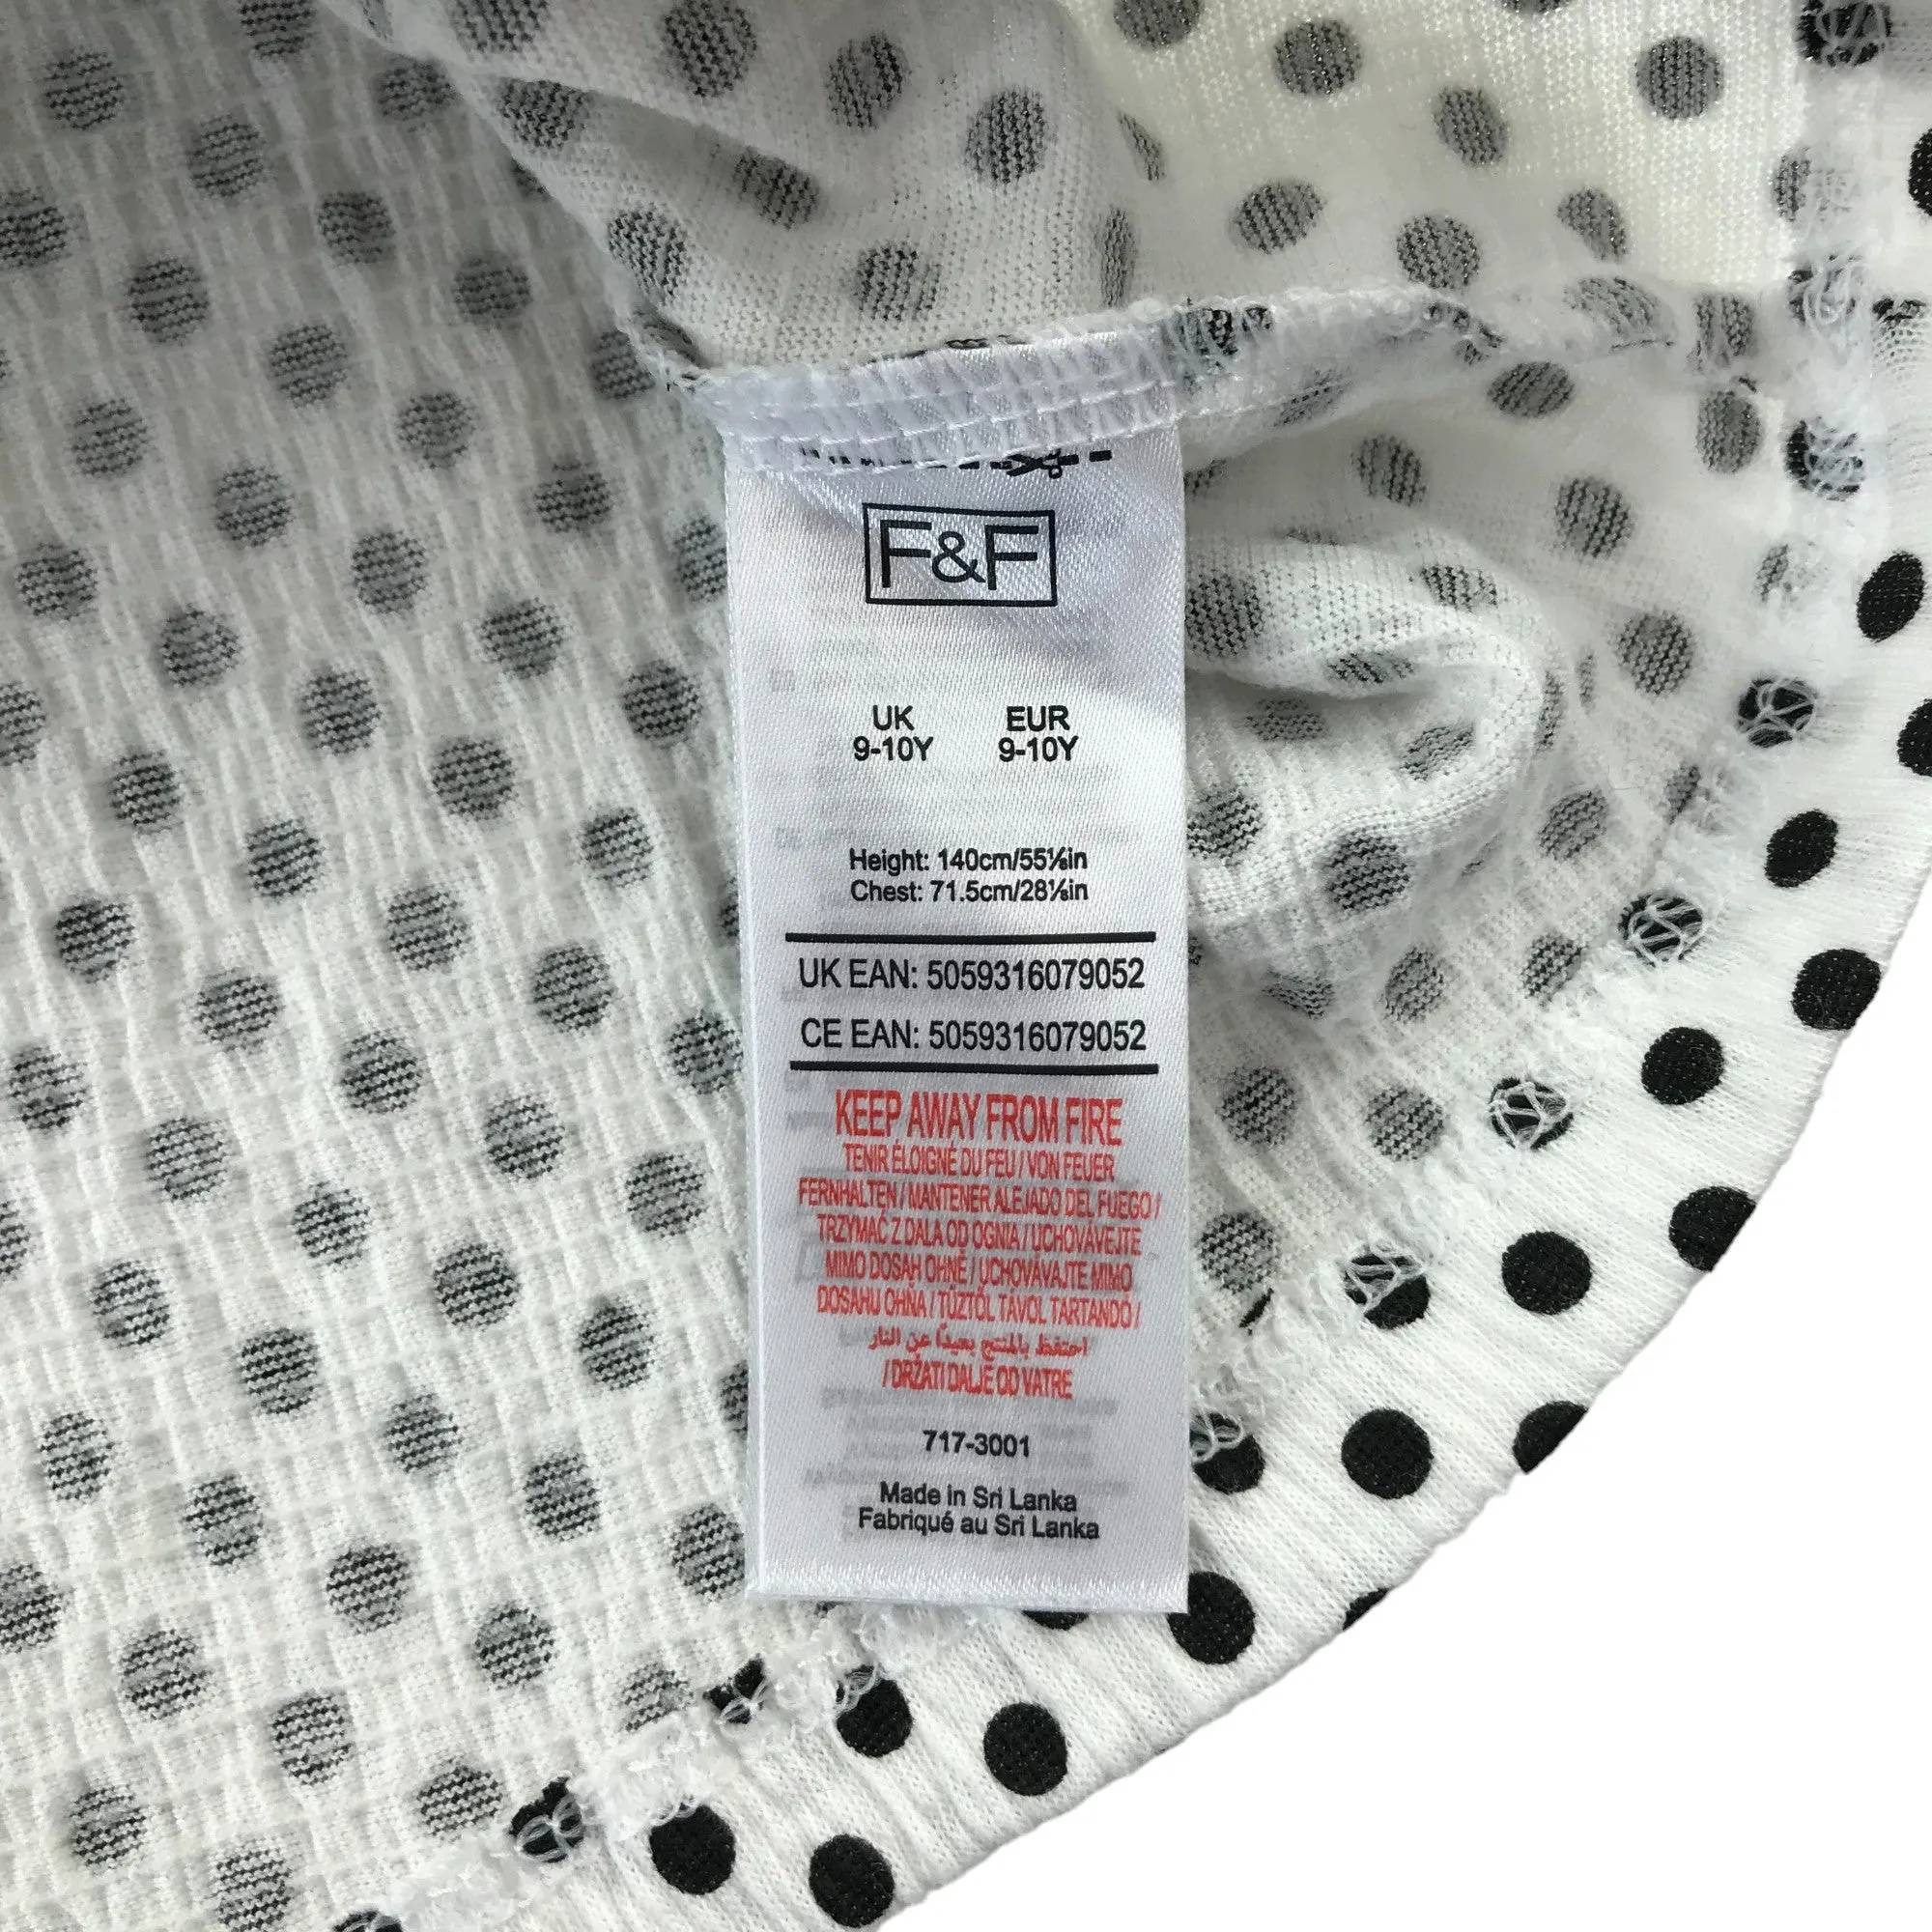 F&F
UK EUR
9-10Y 9-10Y
Height: 140cm/55⅛in
Chest: 71.5cm/28⅛in
UK EAN: 5059316079052
CE EAN: 5059316079052
KEEP AWAY FROM FIRE
TENIR ÉLOIGNÉ DU FEU / VON FEUER
FERNHALTEN / MANTENER ALEJADO DEL FUEGO /
TRZYMAĆ Z DALA OD OGNIA / UCHOVÁVEJTE
MIMO DOSAH OHNĚ / UCHOVÁVAJTE MIMO
DOSAHU OHŇA / TŰZTŐL TÁVOL TARTANDÓ /
احتفظ بالمنتج بعيدًا عن النار
/ DRŽATI DALJE OD VATRE
717-3001
Made in Sri Lanka
Fabriqué au Sri Lanka